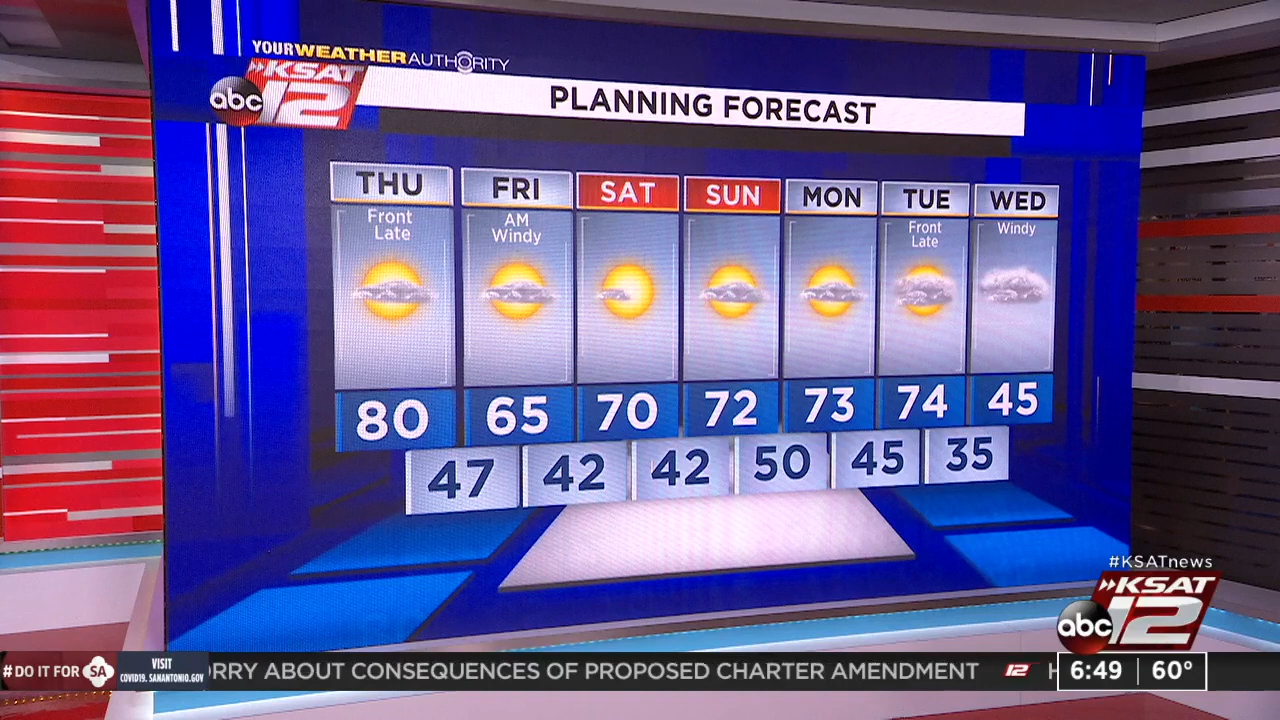 YOUR WEATHER AUTHORITY
abc KSAT 12
PLANNING FORECAST
THU FRI SAT SUN MON TUE WED
Front Late
AM Windy
Front Late
Windy
80 65 70 72 73 74 45
47 42 42 50 45 35
#KSATnews
abc KSAT 12
#DO IT FOR SA
VISIT
COVID19.SANANTONIO.GOV
ORRY ABOUT CONSEQUENCES OF PROPOSED CHARTER AMENDMENT 12
6:49 60°